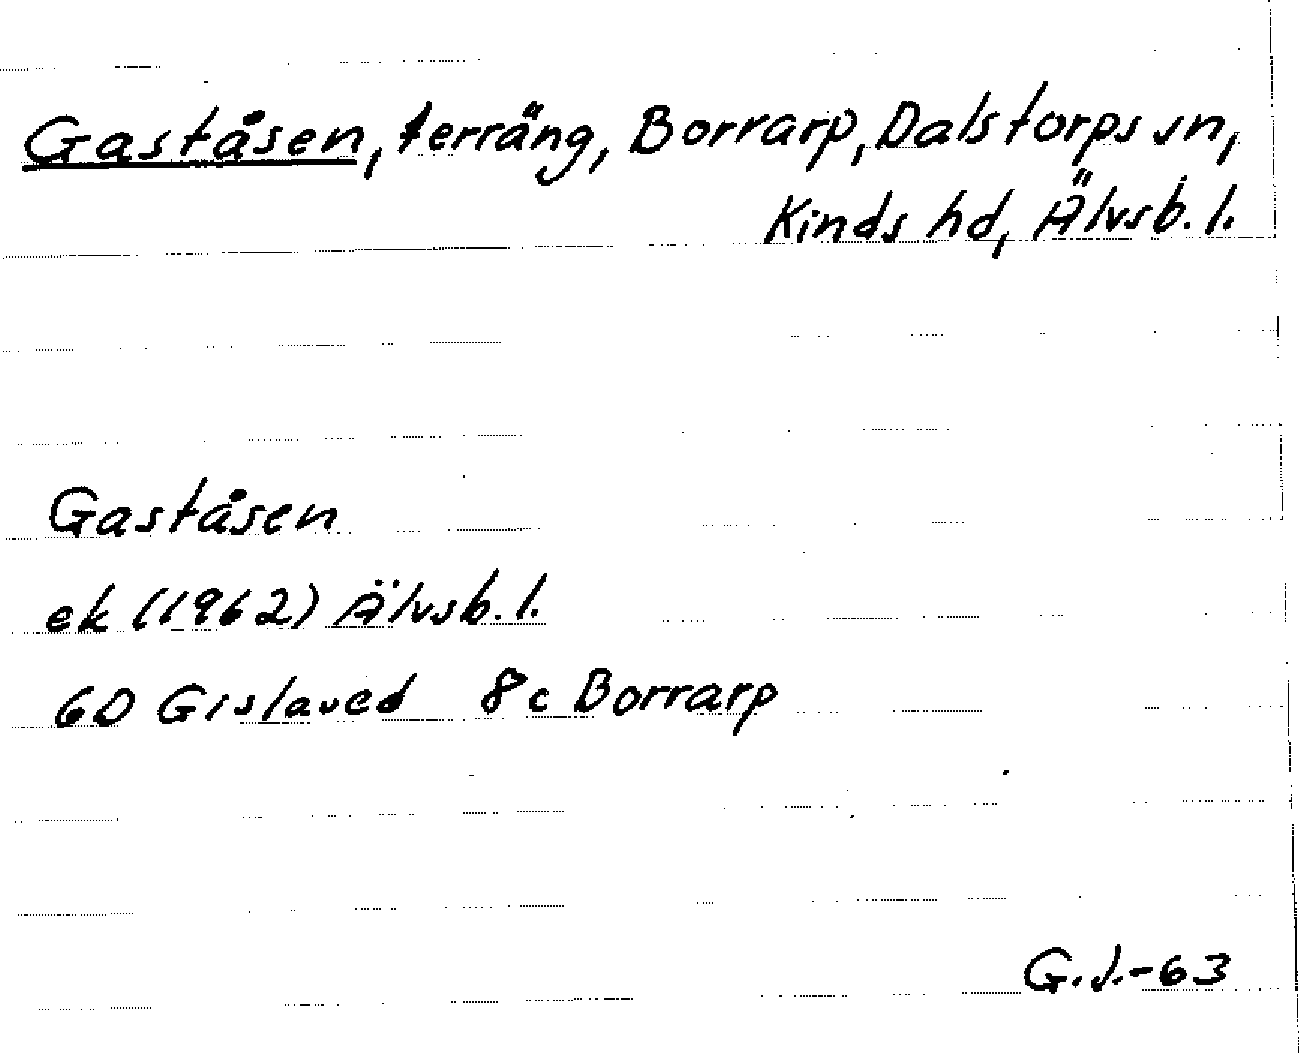 Gaståsen, terräng, Borrarp, Dalstorps sn,
Kinds hd, Älvsb. l.
Gaståsen
ek (1962) Älvsb. l.
6D Gislaved 8c Borrarp
G.J.-63